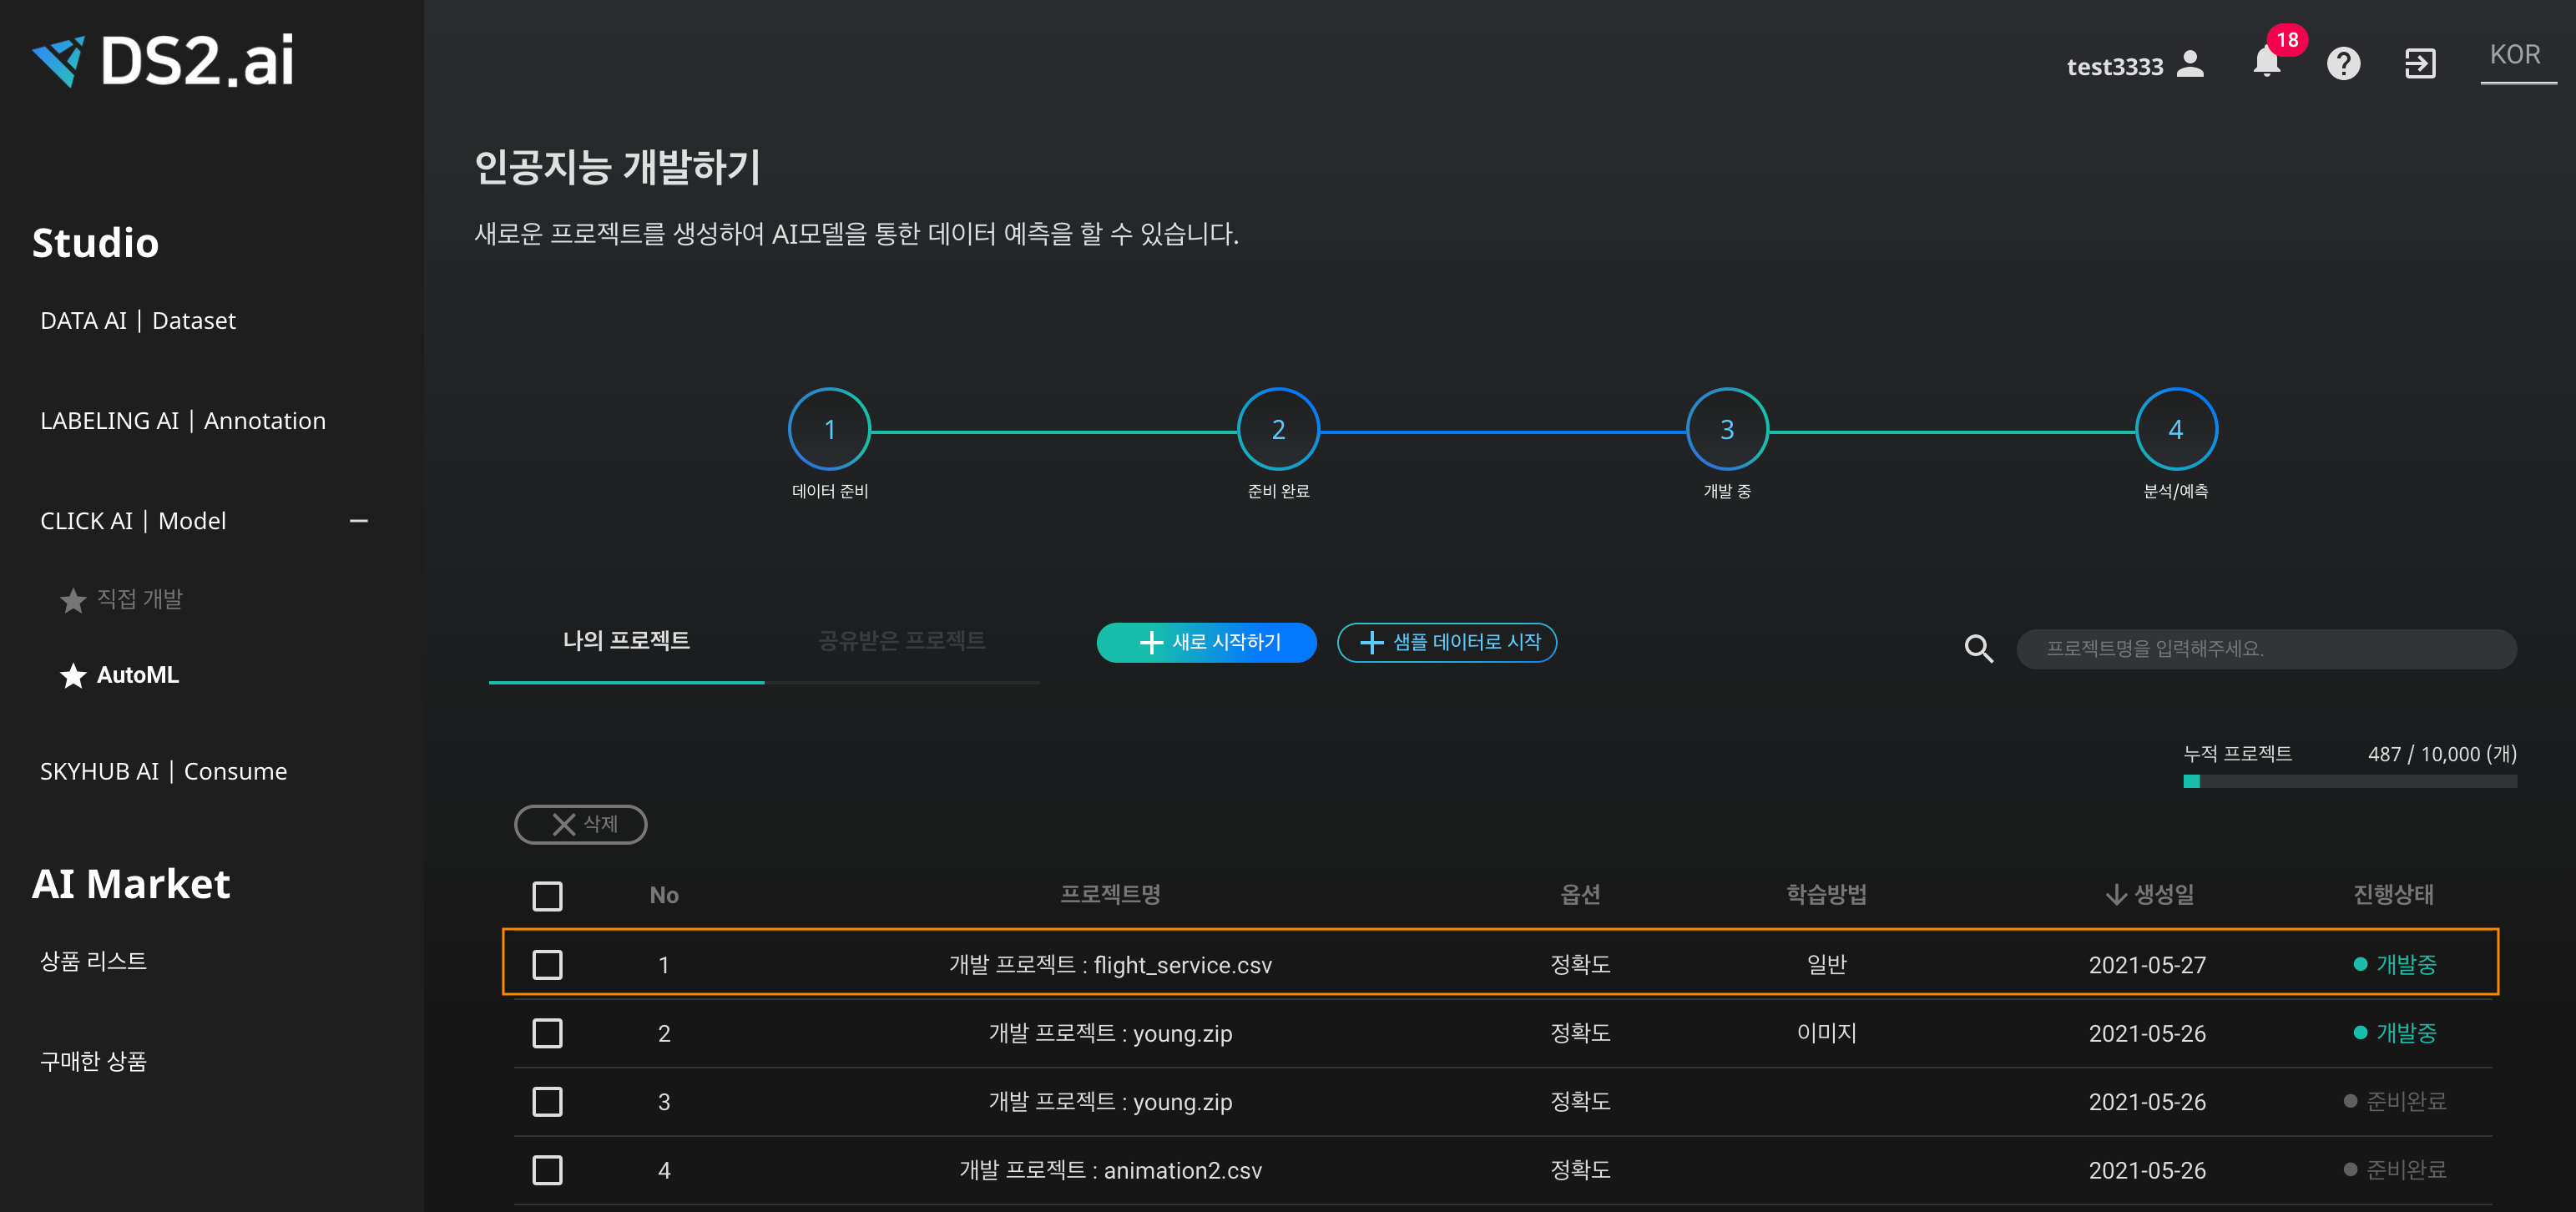 DS2.ai
test3333
18
KOR
Studio
DATA AI | Dataset
LABELING AI | Annotation
CLICK AI | Model
직접 개발
AutoML
SKYHUB AI | Consume
AI Market
상품 리스트
구매한 상품
인공지능 개발하기
새로운 프로젝트를 생성하여 AI모델을 통한 데이터 예측을 할 수 있습니다.
1 2 3 4
데이터 준비 준비 완료 개발 중 분석/예측
나의 프로젝트 공유받은 프로젝트 새로 시작하기 샘플 데이터로 시작 프로젝트명을 입력해주세요.
누적 프로젝트 487 / 10,000 (개)
삭제
No 프로젝트명 옵션 학습방법 생성일 진행상태
1 개발 프로젝트 : flight_service.csv 정확도 일반 2021-05-27 개발중
2 개발 프로젝트 : young.zip 정확도 이미지 2021-05-26 개발중
3 개발 프로젝트 : young.zip 정확도 2021-05-26 준비완료
4 개발 프로젝트 : animation2.csv 정확도 2021-05-26 준비완료